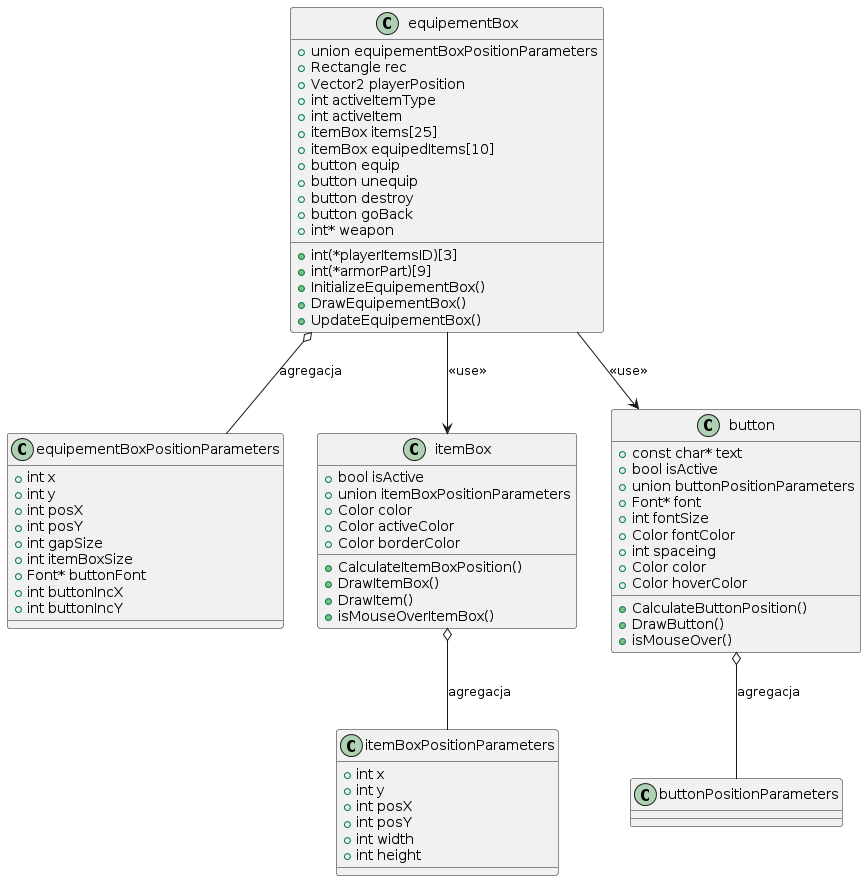 C equipementBox
union equipementBoxPositionParameters
Rectangle rec
Vector2 playerPosition
int activeItemType
int activeItem
itemBox items[25]
itemBox equipedItems[10]
button equip
button unequip
button destroy
button goBack
int* weapon
int(*playerItemsID)[3]
int(*armorPart)[9]
InitializeEquipementBox()
DrawEquipementBox()
UpdateEquipementBox()
agregacja
«use»
«use»
C equipementBoxPositionParameters
int x
int y
int posX
int posY
int gapSize
int itemBoxSize
Font* buttonFont
int buttonIncX
int buttonIncY
C itemBox
bool isActive
union itemBoxPositionParameters
Color color
Color activeColor
Color borderColor
CalculateItemBoxPosition()
DrawItemBox()
DrawItem()
isMouseOverItemBox()
C button
const char* text
bool isActive
union buttonPositionParameters
Font* font
int fontSize
Color fontColor
int spaceing
Color color
Color hoverColor
CalculateButtonPosition()
DrawButton()
isMouseOver()
agregacja
agregacja
C itemBoxPositionParameters
int x
int y
int posX
int posY
int width
int height
C buttonPositionParameters